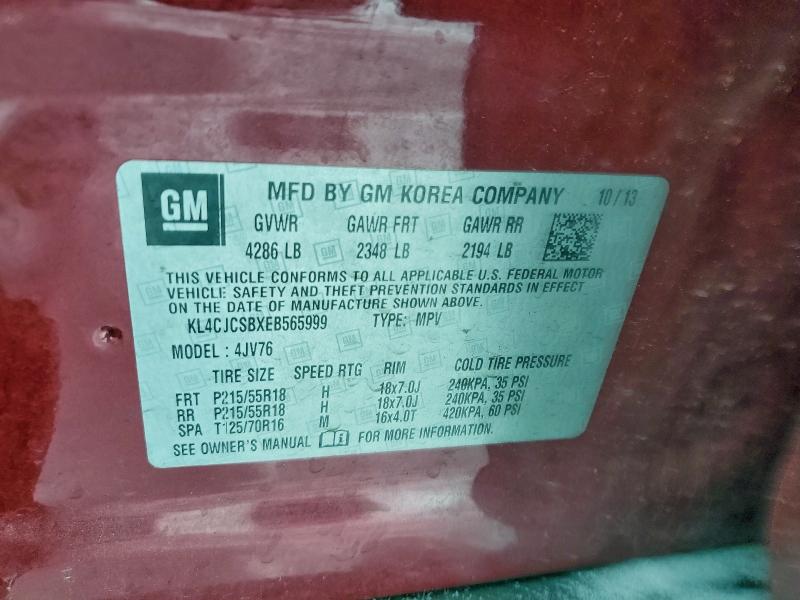 GM MFD BY GM KOREA COMPANY 10/13
GVWR GAWR FRT GAWR RR
4286 LB GM 2348 LB 2194 LB
THIS VEHICLE CONFORMS TO ALL APPLICABLE U.S. FEDERAL MOTOR
VEHICLE SAFETY AND THEFT PREVENTION STANDARDS IN EFFECT
ON THE DATE OF MANUFACTURE SHOWN ABOVE.
KL4CJCSBXEB565999 TYPE: MPV
MODEL: 4JV76
TIRE SIZE SPEED RTG RIM COLD TIRE PRESSURE
FRT P215/55R18 H 18x7.0J 240KPA, 35 PSI
RR P215/55R18 H 18x7.0J 240KPA, 35 PSI
SPA T125/70R16 M 16x4.0T 420KPA, 60 PSI
SEE OWNER'S MANUAL FOR MORE INFORMATION.